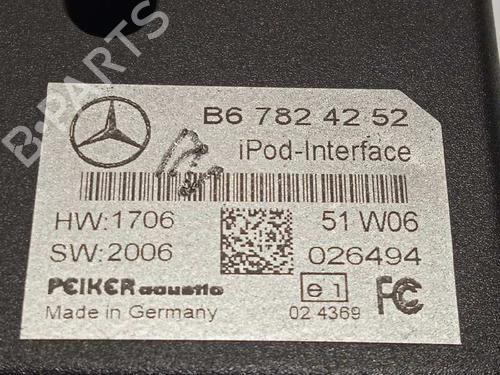 B6 782 42 52
iPod-Interface
HW:1706 51 W06
SW:2006 026494
PEIKER acustic
Made in Germany
e1
02 4369
FC
B-PARTS